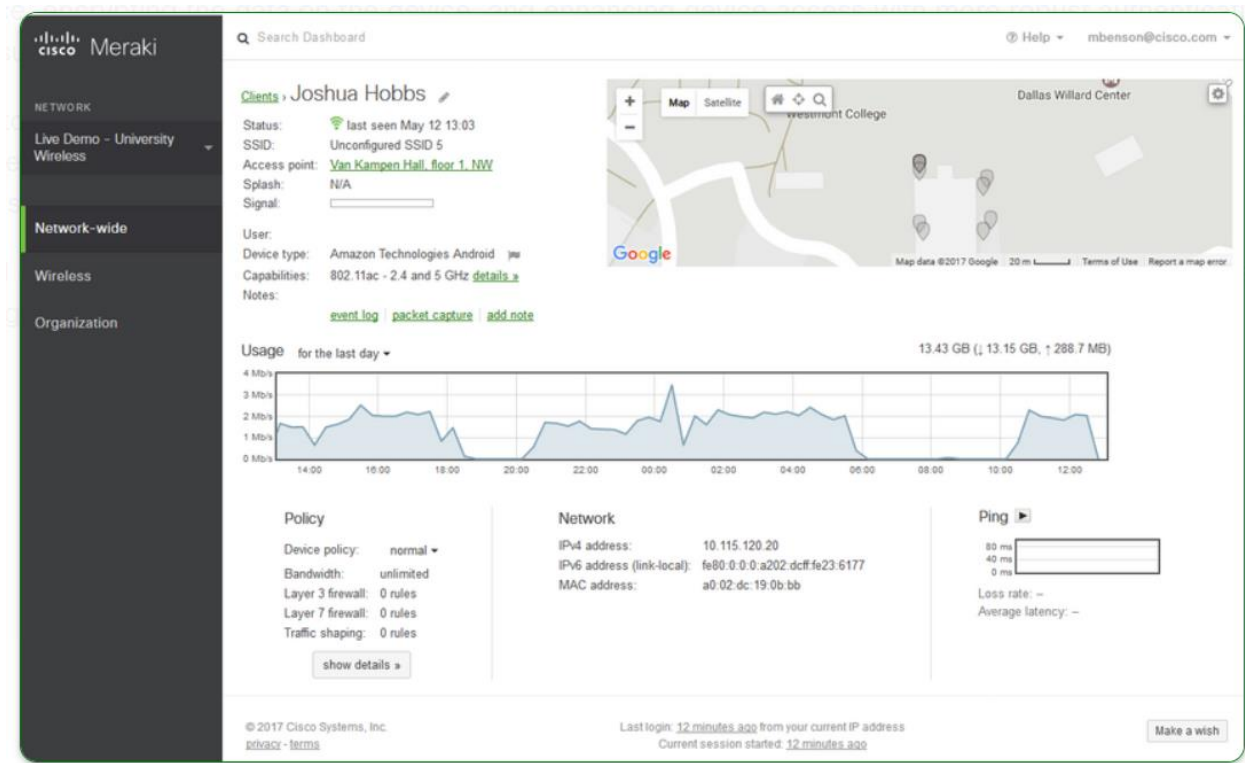 cisco Meraki
Search Dashboard
Help
mbenson@cisco.com
NETWORK
Live Demo - University
Wireless
Network-wide
Wireless
Organization
Clients › Joshua Hobbs
Status: last seen May 12 13:03
SSID: Unconfigured SSID 5
Access point: Van Kampen Hall, floor 1, NW
Splash: N/A
Signal:
User:
Device type: Amazon Technologies Android
Capabilities: 802.11ac - 2.4 and 5 GHz details »
Notes:
event log packet capture add note
+ Map Satellite
−
Westmont College
Dallas Willard Center
Google
Map data ©2017 Google 20 m Terms of Use Report a map error
Usage for the last day
13.43 GB (↓ 13.15 GB, ↑ 288.7 MB)
4 Mb/s
3 Mb/s
2 Mb/s
1 Mb/s
0 Mb/s
14:00 16:00 18:00 20:00 22:00 00:00 02:00 04:00 06:00 08:00 10:00 12:00
Policy
Device policy: normal
Bandwidth: unlimited
Layer 3 firewall: 0 rules
Layer 7 firewall: 0 rules
Traffic shaping: 0 rules
show details »
Network
IPv4 address: 10.115.120.20
IPv6 address (link-local): fe80:0:0:0:a202:dcff:fe23:6177
MAC address: a0:02:dc:19:0b:bb
Ping
80 ms
40 ms
0 ms
Loss rate: –
Average latency: –
© 2017 Cisco Systems, Inc.
privacy - terms
Last login: 12 minutes ago from your current IP address
Current session started: 12 minutes ago
Make a wish